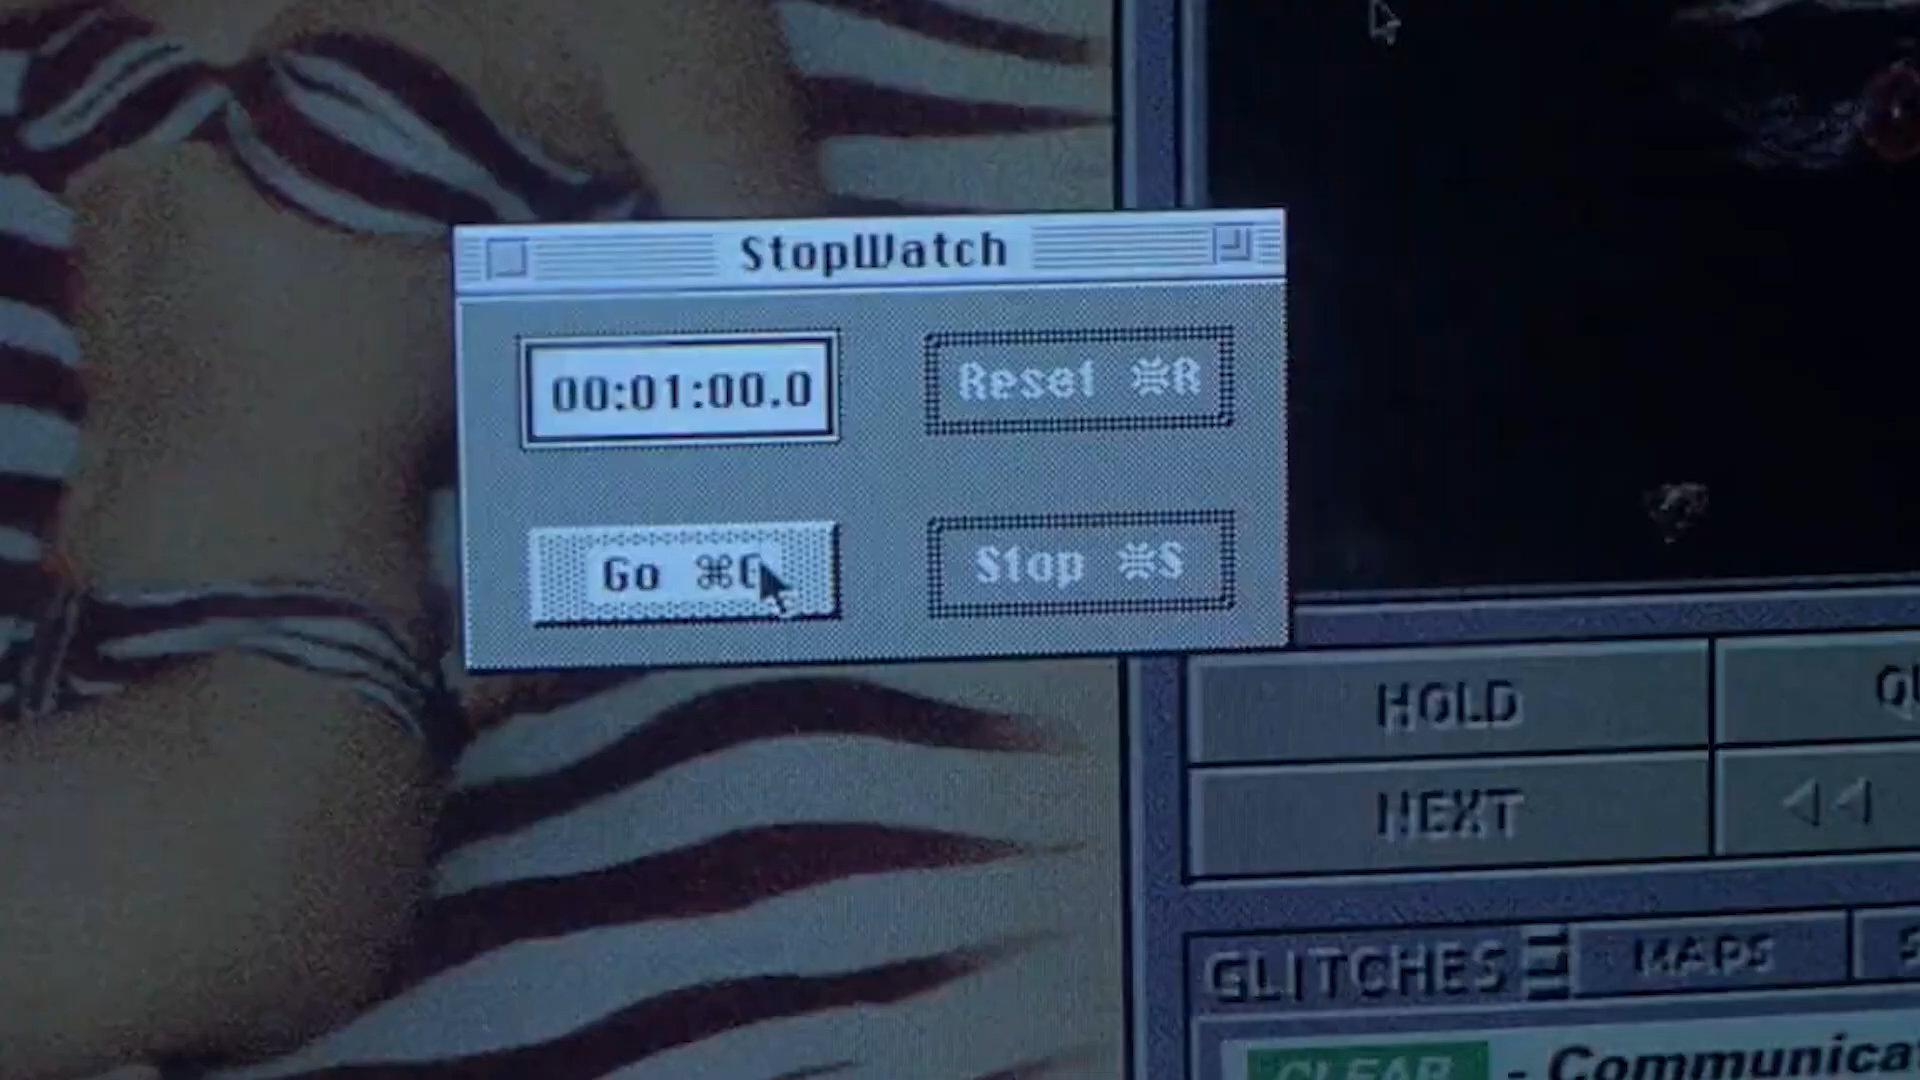 StopWatch
00:01:00.0
Reset ⌘R
Go ⌘G
Stop ⌘S
HOLD
NEXT
GLITCHES
MAPS
CLEAR - Communica